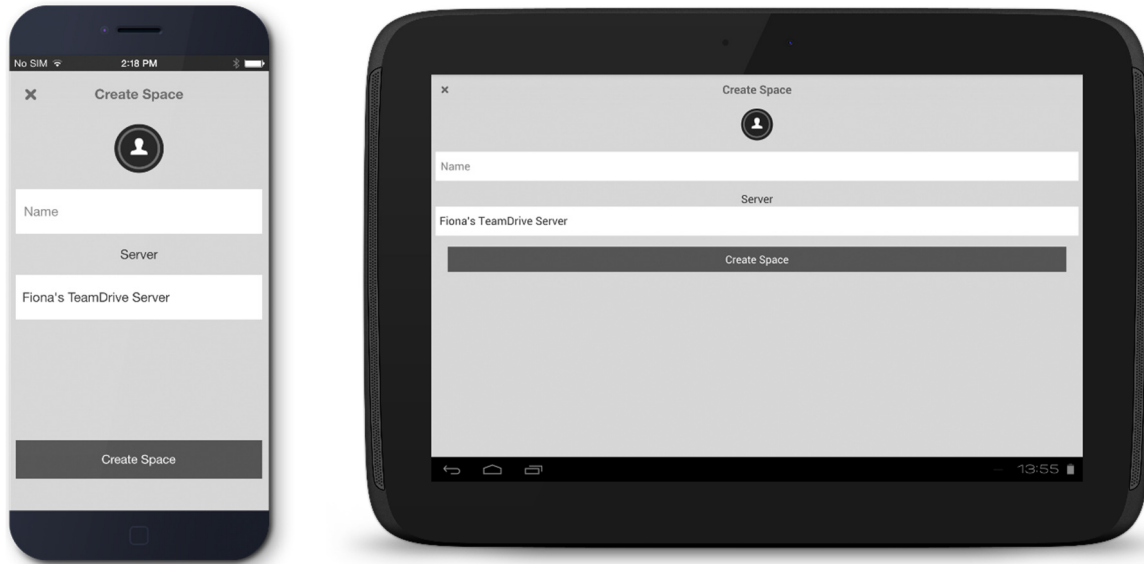 No SIM 2:18 PM
Create Space
Name
Server
Fiona's TeamDrive Server
Create Space
Create Space
Name
Server
Fiona's TeamDrive Server
Create Space
13:55